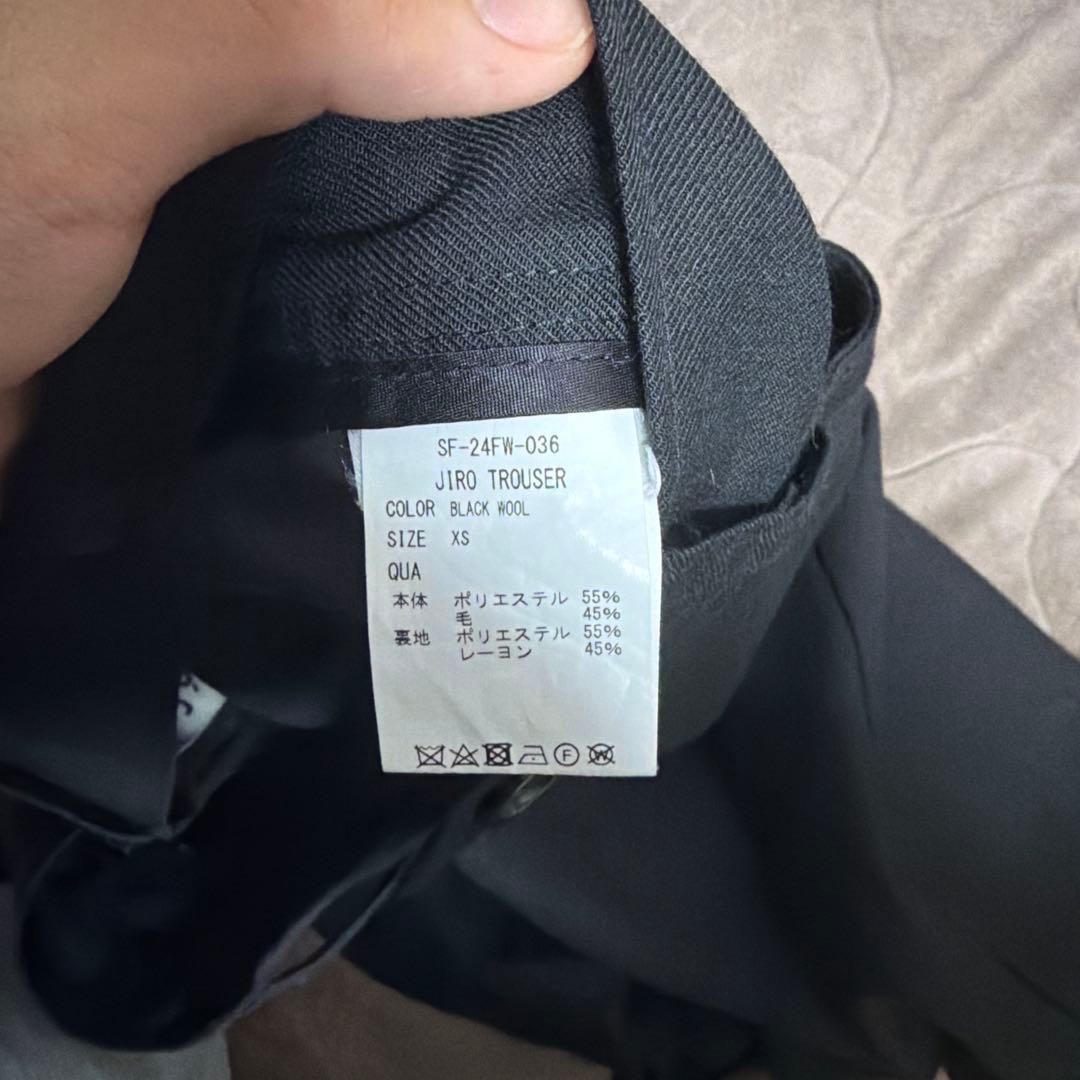 SF-24FW-036
JIRO TROUSER
COLOR BLACK WOOL
SIZE XS
QUA
本体 ポリエステル 55%
毛 45%
裏地 ポリエステル 55%
レーヨン 45%
F W